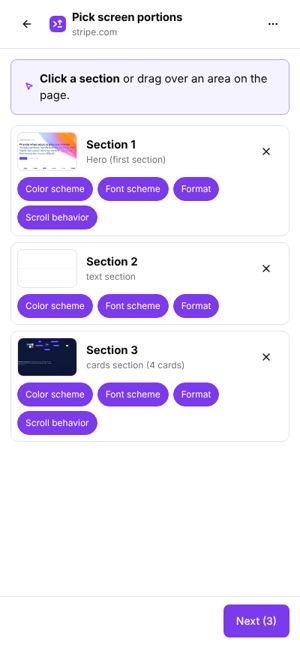 Pick screen portions
stripe.com
Click a section or drag over an area on the
page.
Section 1
Hero (first section)
Color scheme
Font scheme
Format
Scroll behavior
Section 2
text section
Color scheme
Font scheme
Format
Section 3
cards section (4 cards)
Color scheme
Font scheme
Format
Scroll behavior
Next (3)